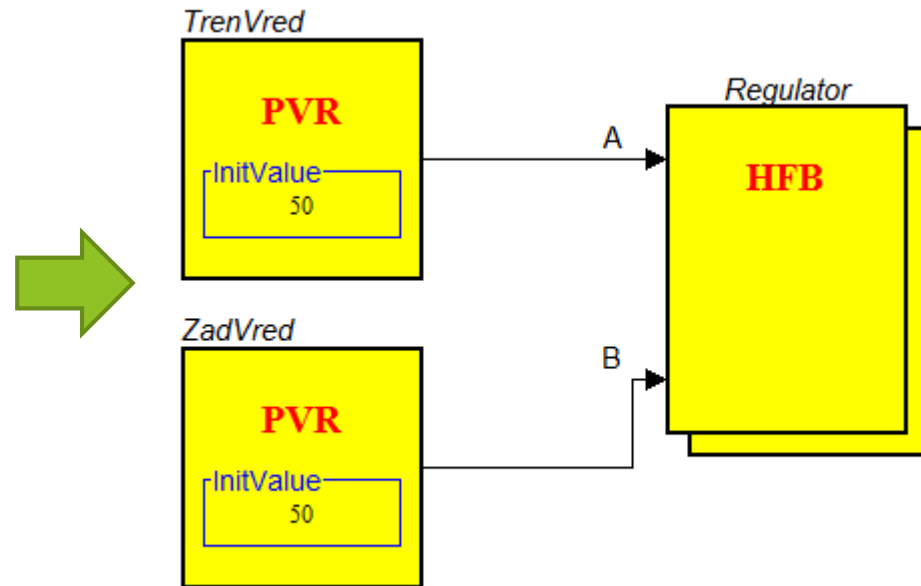 TrenVred
PVR
InitValue
50
A
Regulator
HFB
ZadVred
PVR
InitValue
50
B